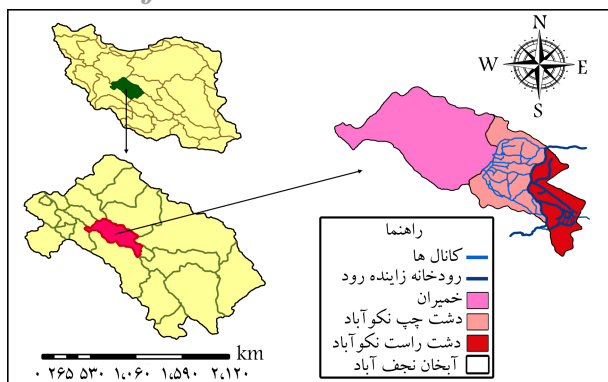 N
W E
S
راهنما
کانال ها
رودخانه زاینده رود
خمیران
دشت چپ نکوآباد
دشت راست نکوآباد
آبخان نجف آباد
km
۰ ۲۶۵ ۵۳۰ ۱،۰۶۰ ۱،۵۹۰ ۲،۱۲۰